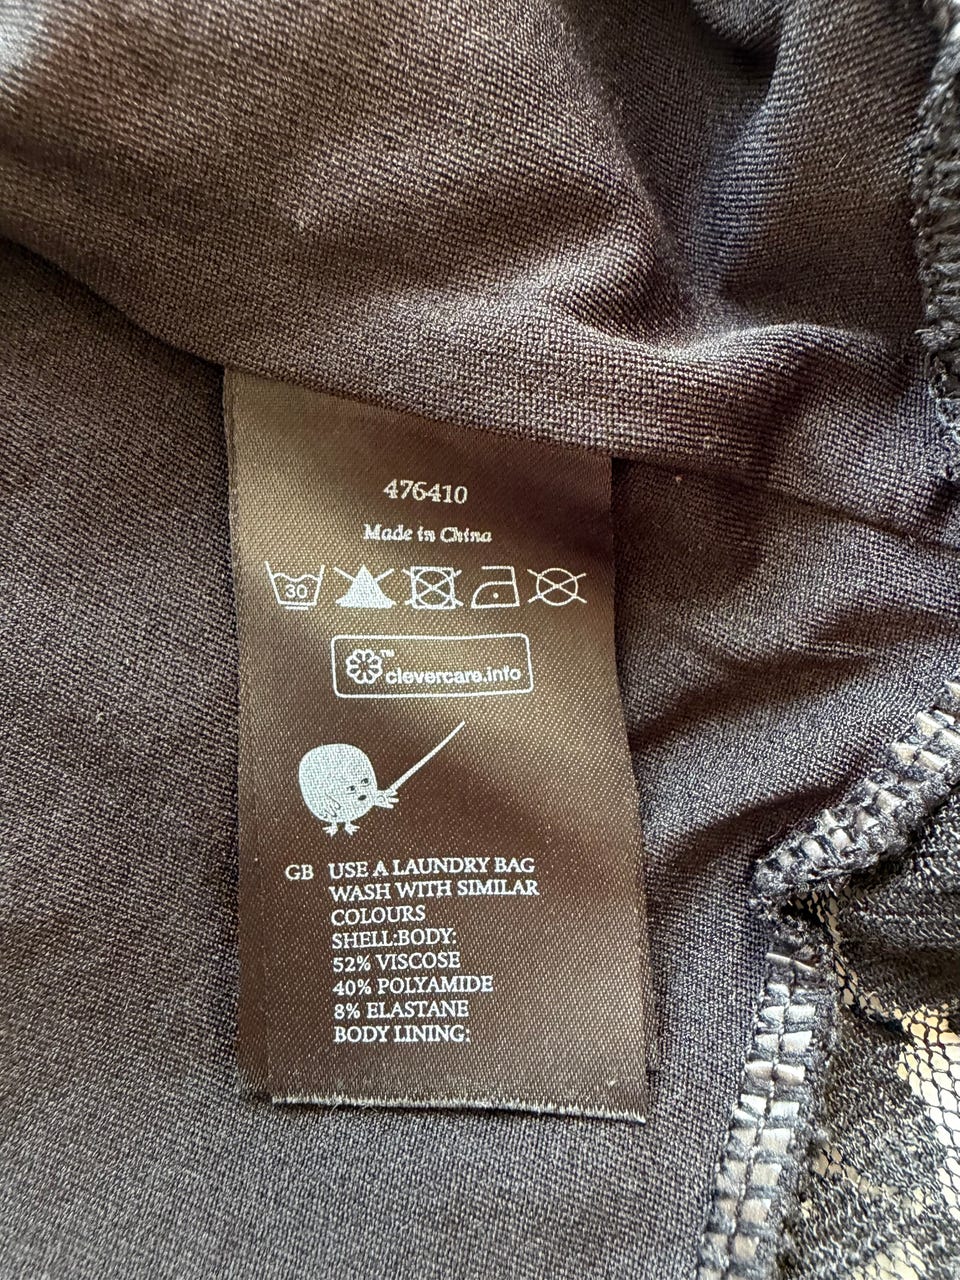 476410
Made in China
30
™
clevercare.info
GB USE A LAUNDRY BAG
WASH WITH SIMILAR
COLOURS
SHELL:BODY:
52% VISCOSE
40% POLYAMIDE
8% ELASTANE
BODY LINING: